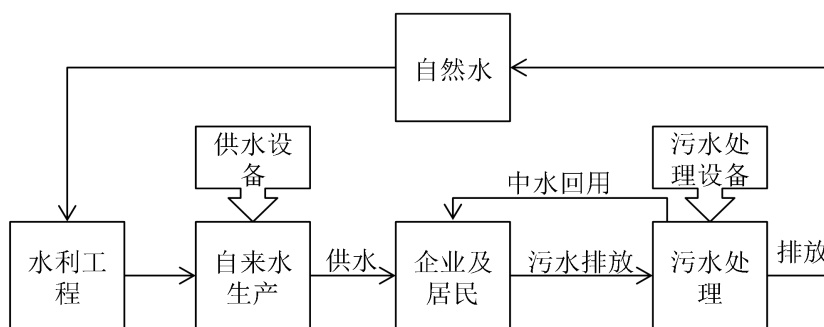 自然水
供水设
备
污水处
理设备
中水回用
水利工
程
自来水
生产
供水
企业及
居民
污水排放
污水处
理
排放